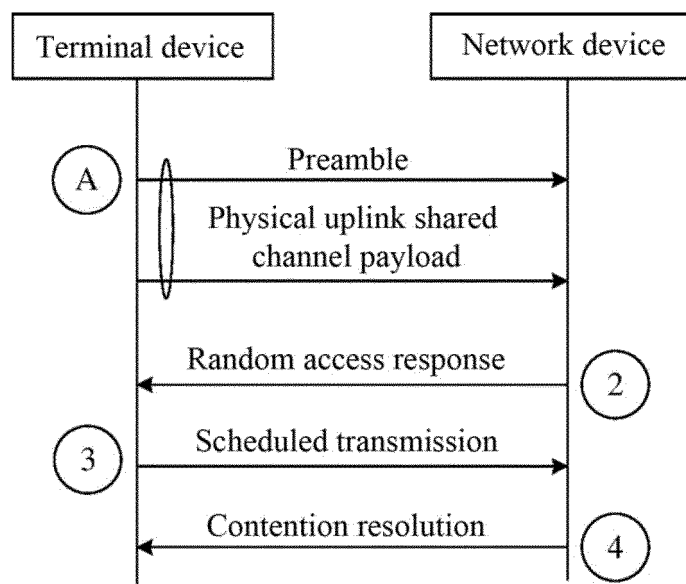 Terminal device
Network device
A
Preamble
Physical uplink shared
channel payload
Random access response
2
3
Scheduled transmission
Contention resolution
4